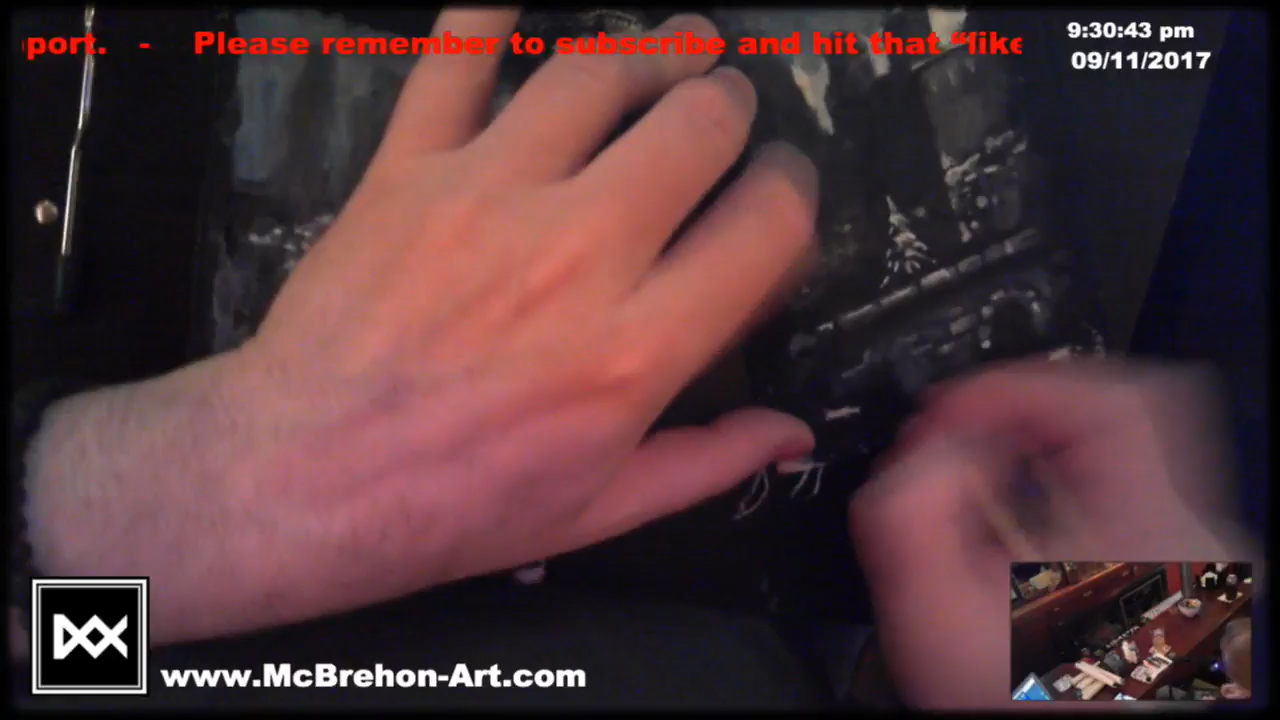 port. - Please remember to subscribe and hit that “like
9:30:43 pm
09/11/2017
www.McBrehon-Art.com